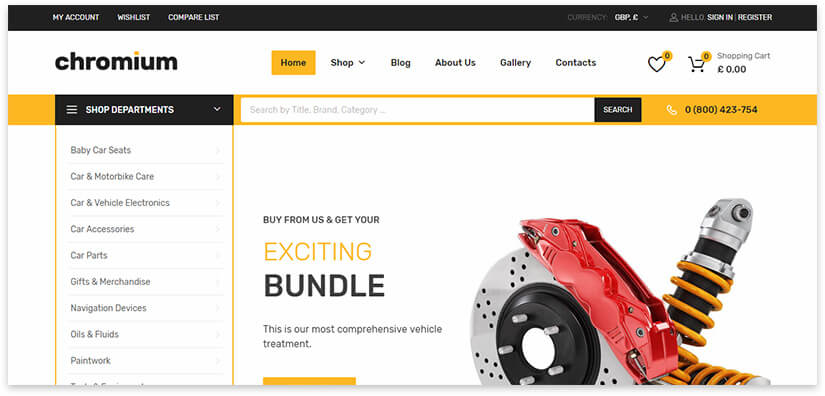 MY ACCOUNT WISHLIST COMPARE LIST CURRENCY: GBP, £ HELLO. SIGN IN | REGISTER
chromium
Home Shop Blog About Us Gallery Contacts
0 0 Shopping Cart
£ 0.00
SHOP DEPARTMENTS
Search by Title, Brand, Category ... SEARCH
0 (800) 423-754
Baby Car Seats
Car & Motorbike Care
Car & Vehicle Electronics
Car Accessories
Car Parts
Gifts & Merchandise
Navigation Devices
Oils & Fluids
Paintwork
BUY FROM US & GET YOUR
EXCITING
BUNDLE
This is our most comprehensive vehicle
treatment.